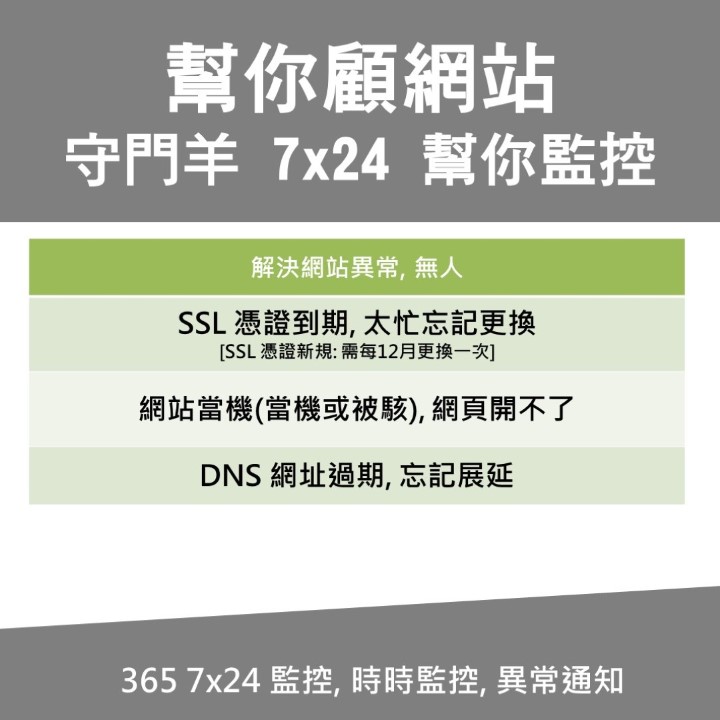 幫你顧網站
守門羊 7x24 幫你監控
解決網站異常, 無人
SSL 憑證到期, 太忙忘記更換
[SSL 憑證新規: 需每12月更換一次]
網站當機(當機或被駭), 網頁開不了
DNS 網址過期, 忘記展延
365 7x24 監控, 時時監控, 異常通知